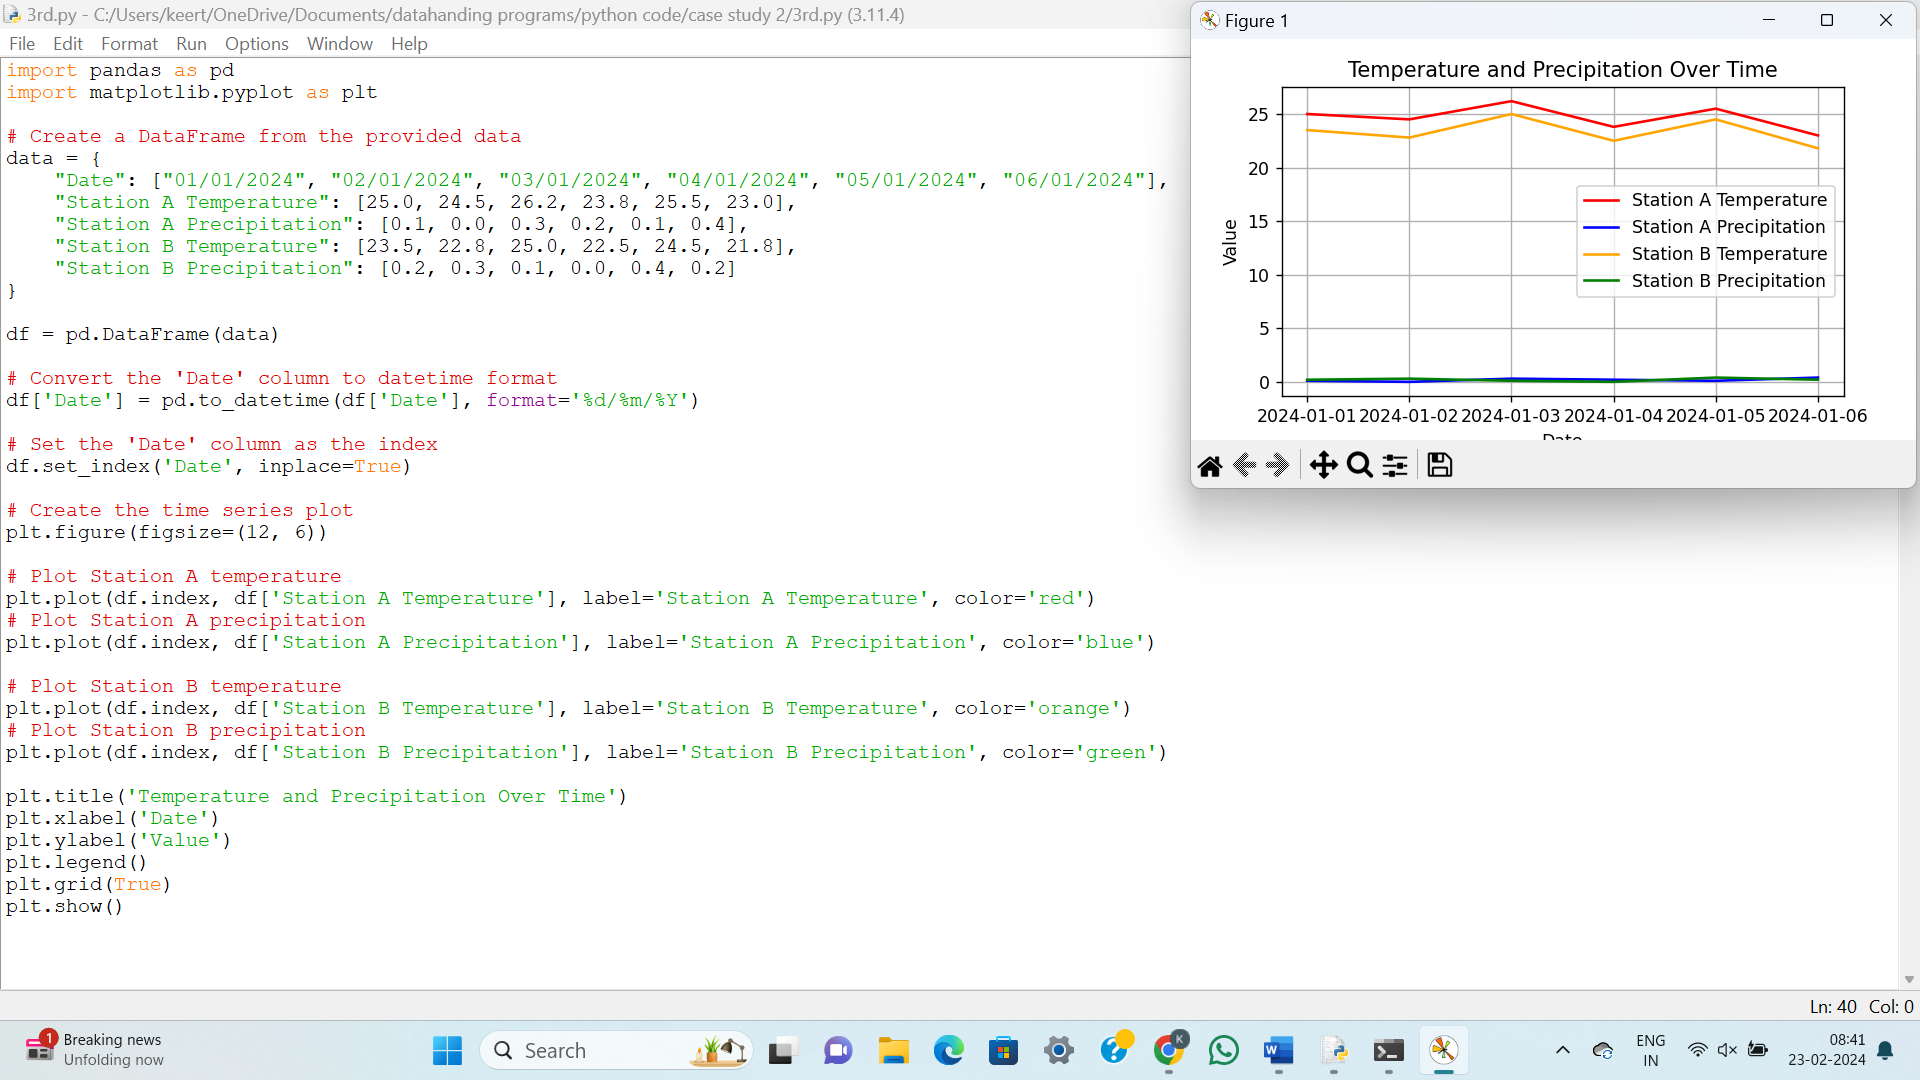 3rd.py - C:/Users/keert/OneDrive/Documents/datahanding programs/python code/case study 2/3rd.py (3.11.4)
File Edit Format Run Options Window Help
import pandas as pd
import matplotlib.pyplot as plt
# Create a DataFrame from the provided data
data = {
    "Date": ["01/01/2024", "02/01/2024", "03/01/2024", "04/01/2024", "05/01/2024", "06/01/2024"],
    "Station A Temperature": [25.0, 24.5, 26.2, 23.8, 25.5, 23.0],
    "Station A Precipitation": [0.1, 0.0, 0.3, 0.2, 0.1, 0.4],
    "Station B Temperature": [23.5, 22.8, 25.0, 22.5, 24.5, 21.8],
    "Station B Precipitation": [0.2, 0.3, 0.1, 0.0, 0.4, 0.2]
}
df = pd.DataFrame(data)
# Convert the 'Date' column to datetime format
df['Date'] = pd.to_datetime(df['Date'], format='%d/%m/%Y')
# Set the 'Date' column as the index
df.set_index('Date', inplace=True)
# Create the time series plot
plt.figure(figsize=(12, 6))
# Plot Station A temperature
plt.plot(df.index, df['Station A Temperature'], label='Station A Temperature', color='red')
# Plot Station A precipitation
plt.plot(df.index, df['Station A Precipitation'], label='Station A Precipitation', color='blue')
# Plot Station B temperature
plt.plot(df.index, df['Station B Temperature'], label='Station B Temperature', color='orange')
# Plot Station B precipitation
plt.plot(df.index, df['Station B Precipitation'], label='Station B Precipitation', color='green')
plt.title('Temperature and Precipitation Over Time')
plt.xlabel('Date')
plt.ylabel('Value')
plt.legend()
plt.grid(True)
plt.show()
Figure 1
Temperature and Precipitation Over Time
25
20
15
10
5
0
Value
Station A Temperature
Station A Precipitation
Station B Temperature
Station B Precipitation
2024-01-01 2024-01-02 2024-01-03 2024-01-04 2024-01-05 2024-01-06
Date
Ln: 40 Col: 0
1
Breaking news
Unfolding now
Search
K
W
ENG
IN
08:41
23-02-2024